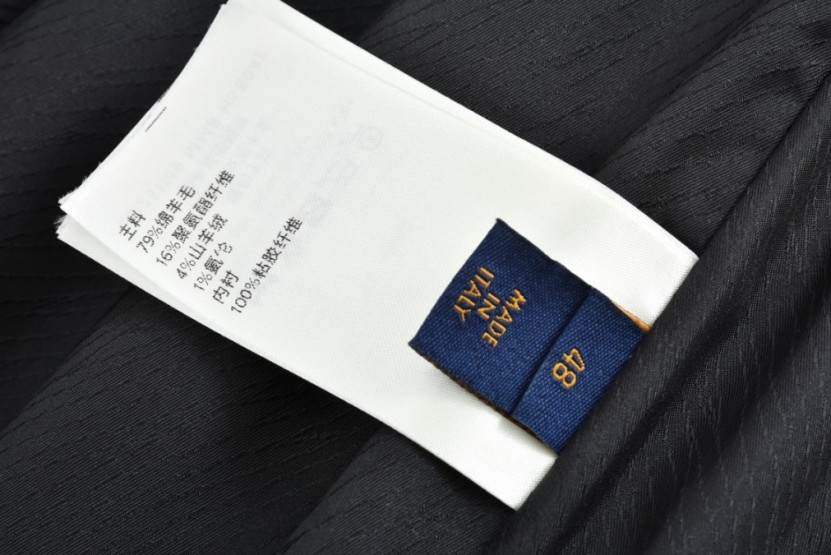 主料
79%绵羊毛
16%聚氨酯纤维
4%山羊绒
1%氨仑
内衬
100%粘胶纤维
MADE
IN
ITALY
48